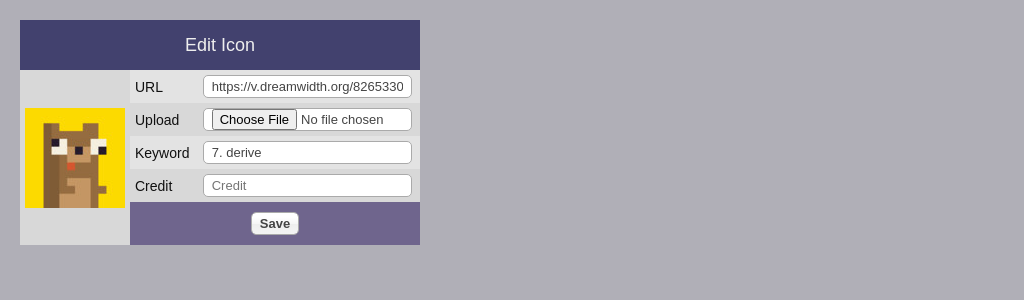 Edit Icon
URL https://v.dreamwidth.org/8265330
Upload Choose File No file chosen
Keyword 7. derive
Credit Credit
Save